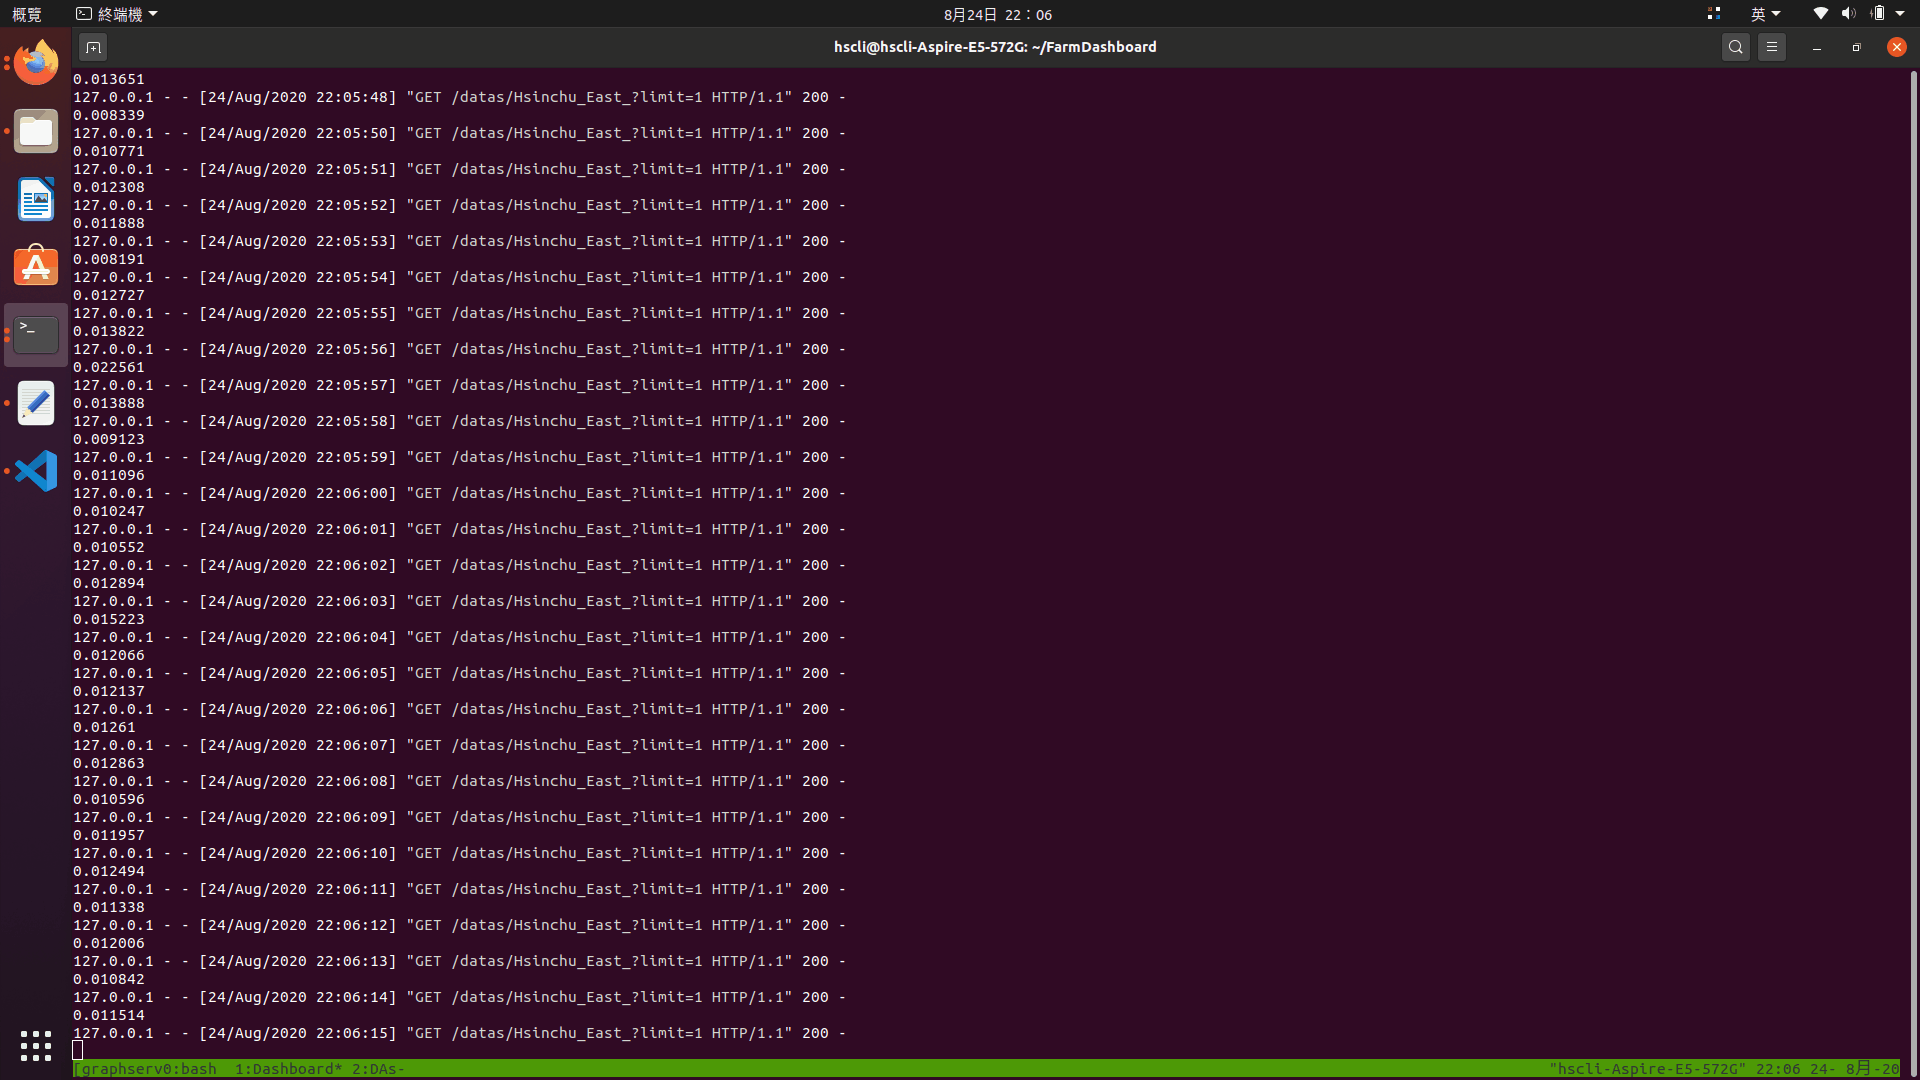 概覽 終端機 8月24日 22：06 英
hscli@hscli-Aspire-E5-572G: ~/FarmDashboard
0.013651
127.0.0.1 - - [24/Aug/2020 22:05:48] "GET /datas/Hsinchu_East_?limit=1 HTTP/1.1" 200 -
0.008339
127.0.0.1 - - [24/Aug/2020 22:05:50] "GET /datas/Hsinchu_East_?limit=1 HTTP/1.1" 200 -
0.010771
127.0.0.1 - - [24/Aug/2020 22:05:51] "GET /datas/Hsinchu_East_?limit=1 HTTP/1.1" 200 -
0.012308
127.0.0.1 - - [24/Aug/2020 22:05:52] "GET /datas/Hsinchu_East_?limit=1 HTTP/1.1" 200 -
0.011888
127.0.0.1 - - [24/Aug/2020 22:05:53] "GET /datas/Hsinchu_East_?limit=1 HTTP/1.1" 200 -
0.008191
127.0.0.1 - - [24/Aug/2020 22:05:54] "GET /datas/Hsinchu_East_?limit=1 HTTP/1.1" 200 -
0.012727
127.0.0.1 - - [24/Aug/2020 22:05:55] "GET /datas/Hsinchu_East_?limit=1 HTTP/1.1" 200 -
0.013822
127.0.0.1 - - [24/Aug/2020 22:05:56] "GET /datas/Hsinchu_East_?limit=1 HTTP/1.1" 200 -
0.022561
127.0.0.1 - - [24/Aug/2020 22:05:57] "GET /datas/Hsinchu_East_?limit=1 HTTP/1.1" 200 -
0.013888
127.0.0.1 - - [24/Aug/2020 22:05:58] "GET /datas/Hsinchu_East_?limit=1 HTTP/1.1" 200 -
0.009123
127.0.0.1 - - [24/Aug/2020 22:05:59] "GET /datas/Hsinchu_East_?limit=1 HTTP/1.1" 200 -
0.011096
127.0.0.1 - - [24/Aug/2020 22:06:00] "GET /datas/Hsinchu_East_?limit=1 HTTP/1.1" 200 -
0.010247
127.0.0.1 - - [24/Aug/2020 22:06:01] "GET /datas/Hsinchu_East_?limit=1 HTTP/1.1" 200 -
0.010552
127.0.0.1 - - [24/Aug/2020 22:06:02] "GET /datas/Hsinchu_East_?limit=1 HTTP/1.1" 200 -
0.012894
127.0.0.1 - - [24/Aug/2020 22:06:03] "GET /datas/Hsinchu_East_?limit=1 HTTP/1.1" 200 -
0.015223
127.0.0.1 - - [24/Aug/2020 22:06:04] "GET /datas/Hsinchu_East_?limit=1 HTTP/1.1" 200 -
0.012066
127.0.0.1 - - [24/Aug/2020 22:06:05] "GET /datas/Hsinchu_East_?limit=1 HTTP/1.1" 200 -
0.012137
127.0.0.1 - - [24/Aug/2020 22:06:06] "GET /datas/Hsinchu_East_?limit=1 HTTP/1.1" 200 -
0.01261
127.0.0.1 - - [24/Aug/2020 22:06:07] "GET /datas/Hsinchu_East_?limit=1 HTTP/1.1" 200 -
0.012863
127.0.0.1 - - [24/Aug/2020 22:06:08] "GET /datas/Hsinchu_East_?limit=1 HTTP/1.1" 200 -
0.010596
127.0.0.1 - - [24/Aug/2020 22:06:09] "GET /datas/Hsinchu_East_?limit=1 HTTP/1.1" 200 -
0.011957
127.0.0.1 - - [24/Aug/2020 22:06:10] "GET /datas/Hsinchu_East_?limit=1 HTTP/1.1" 200 -
0.012494
127.0.0.1 - - [24/Aug/2020 22:06:11] "GET /datas/Hsinchu_East_?limit=1 HTTP/1.1" 200 -
0.011338
127.0.0.1 - - [24/Aug/2020 22:06:12] "GET /datas/Hsinchu_East_?limit=1 HTTP/1.1" 200 -
0.012006
127.0.0.1 - - [24/Aug/2020 22:06:13] "GET /datas/Hsinchu_East_?limit=1 HTTP/1.1" 200 -
0.010842
127.0.0.1 - - [24/Aug/2020 22:06:14] "GET /datas/Hsinchu_East_?limit=1 HTTP/1.1" 200 -
0.011514
127.0.0.1 - - [24/Aug/2020 22:06:15] "GET /datas/Hsinchu_East_?limit=1 HTTP/1.1" 200 -
[graphserv0:bash  1:Dashboard* 2:DAs- "hscli-Aspire-E5-572G" 22:06 24- 8月-20